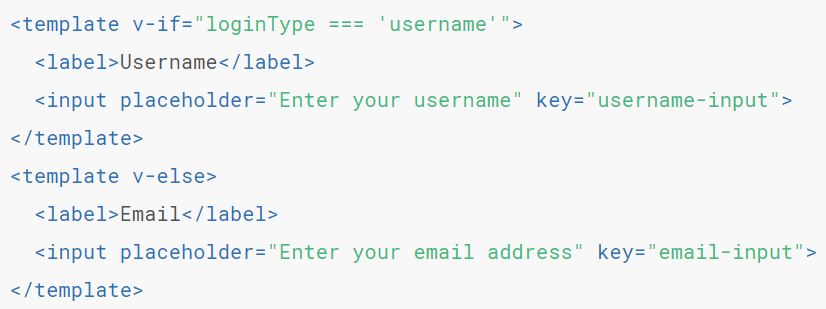 <template v-if="loginType === 'username'">
<label>Username</label>
<input placeholder="Enter your username" key="username-input">
</template>
<template v-else>
<label>Email</label>
<input placeholder="Enter your email address" key="email-input">
</template>